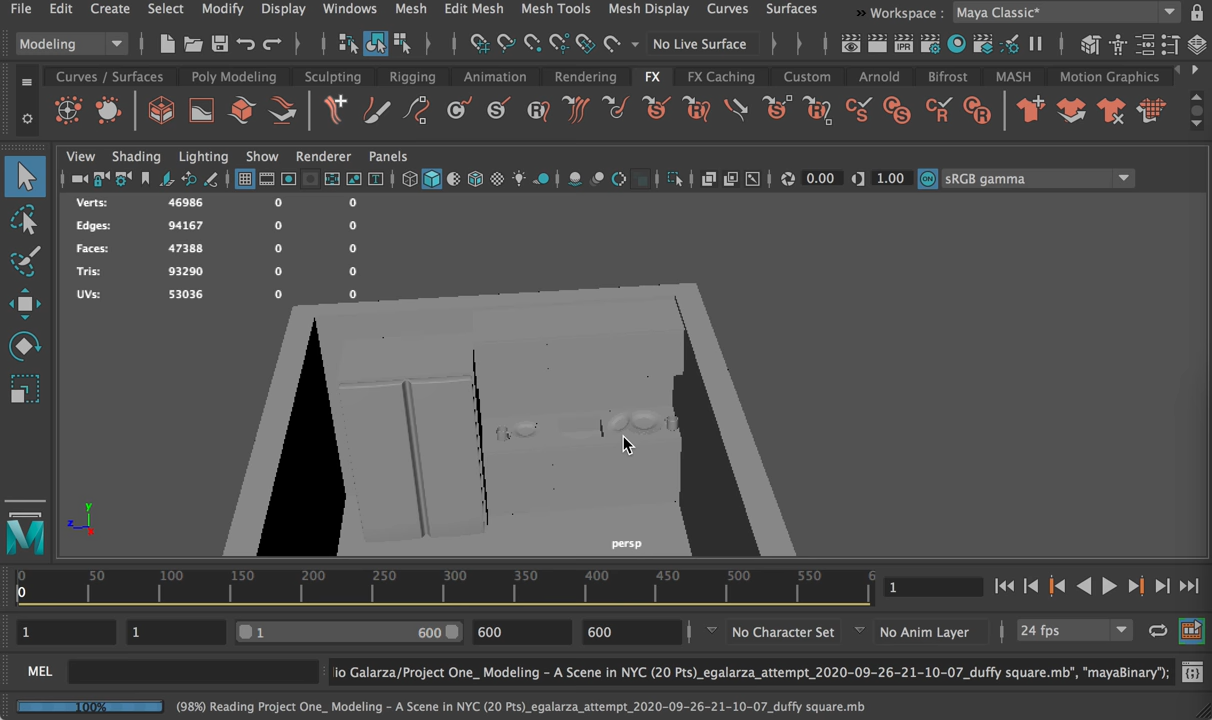 File Edit Create Select Modify Display Windows Mesh Edit Mesh Mesh Tools Mesh Display Curves Surfaces » Workspace : Maya Classic*
Modeling No Live Surface IPR
Curves / Surfaces Poly Modeling Sculpting Rigging Animation Rendering FX FX Caching Custom Arnold Bifrost MASH Motion Graphics
View Shading Lighting Show Renderer Panels
0.00 1.00 ON sRGB gamma
Verts: 46986 0 0
Edges: 94167 0 0
Faces: 47388 0 0
Tris: 93290 0 0
UVs: 53036 0 0
y
z x
persp
0 50 100 150 200 250 300 350 400 450 500 550 6
0 1
1 1 1 600 600 600 No Character Set No Anim Layer 24 fps
MEL io Galarza/Project One_ Modeling - A Scene in NYC (20 Pts)_egalarza_attempt_2020-09-26-21-10-07_duffy square.mb", "mayaBinary");
100% (98%) Reading Project One_ Modeling - A Scene in NYC (20 Pts)_egalarza_attempt_2020-09-26-21-10-07_duffy square.mb